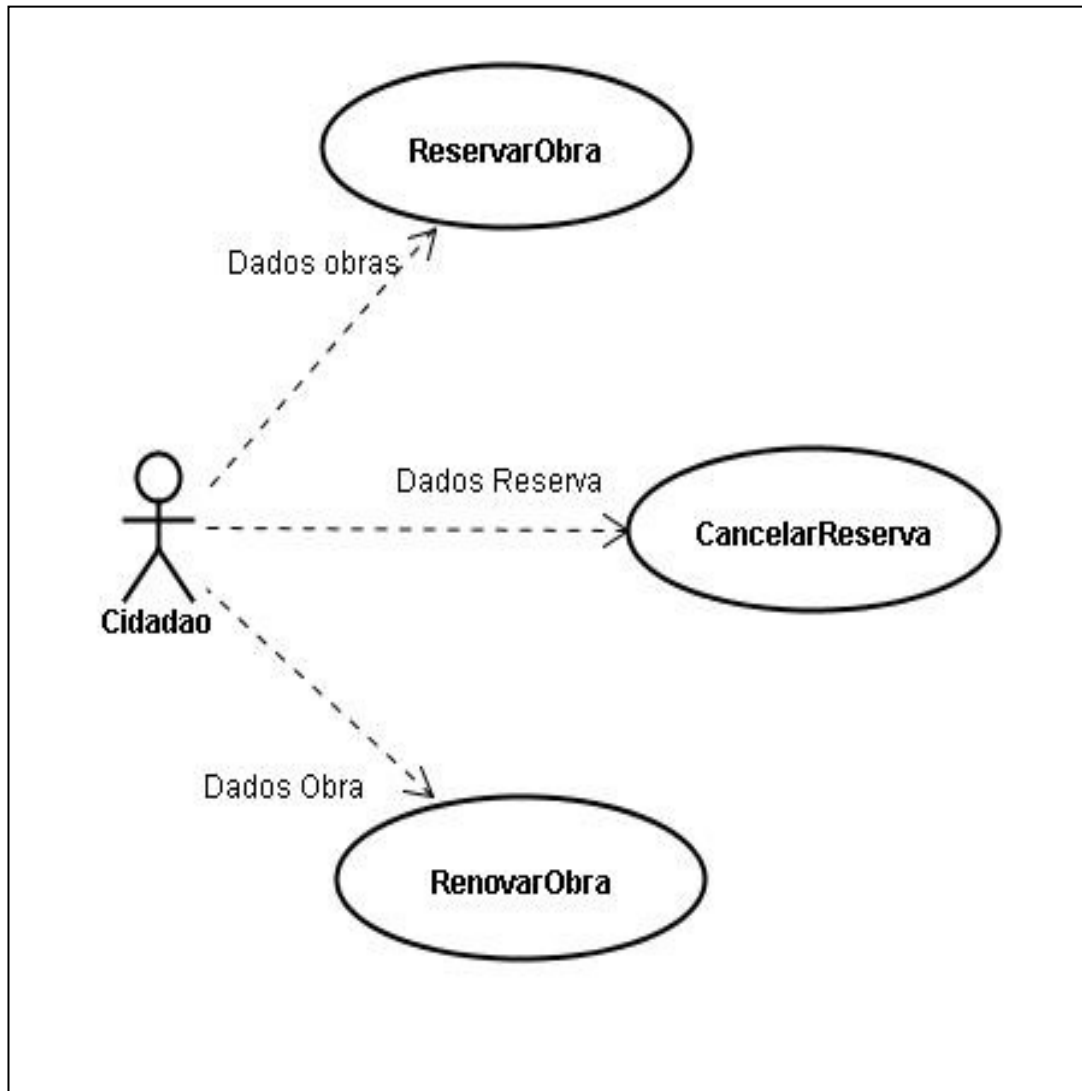 ReservarObra
Dados obras
Dados Reserva
CancelarReserva
Cidadao
Dados Obra
RenovarObra